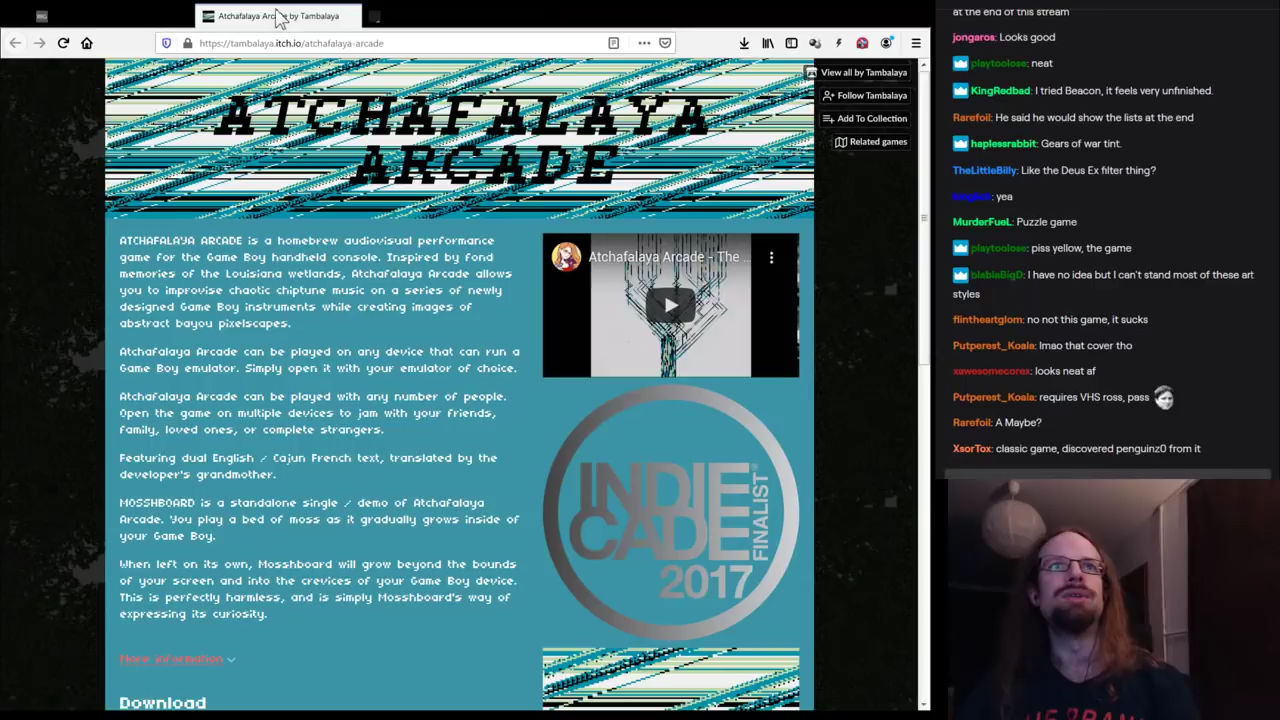 Atchafalaya Arcade by Tambalaya
https://tambalaya.itch.io/atchafalaya-arcade
ATCHAFALAYA
ARCADE
View all by Tambalaya
Follow Tambalaya
Add To Collection
Related games
ATCHAFALAYA ARCADE is a homebrew audiovisual performance
game for the Game Boy handheld console. Inspired by fond
memories of the Louisiana wetlands, Atchafalaya Arcade allows
you to improvise chaotic chiptune music on a series of newly
designed Game Boy instruments while creating images of
abstract bayou pixelscapes.
Atchafalaya Arcade can be played on any device that can run a
Game Boy emulator. Simply open it with your emulator of choice.
Atchafalaya Arcade can be played with any number of people.
Open the game on multiple devices to jam with your friends,
family, loved ones, or complete strangers.
Featuring dual English / Cajun French text, translated by the
developer's grandmother.
MOSSHBOARD is a standalone single / demo of Atchafalaya
Arcade. You play a bed of moss as it gradually grows inside of
your Game Boy.
When left on its own, Mosshboard will grow beyond the bounds
of your screen and into the crevices of your Game Boy device.
This is perfectly harmless, and is simply Mosshboard's way of
expressing its curiosity.
More information
Download
Atchafalaya Arcade - The ...
INDIE
CADE
FINALIST
2017
at the end of this stream
jongaros: Looks good
playtoolose: neat
KingRedbad: I tried Beacon, it feels very unfinished.
Rarefoil: He said he would show the lists at the end
haplessrabbit: Gears of war tint.
TheLittleBilly: Like the Deus Ex filter thing?
yea
MurderFueL: Puzzle game
playtoolose: piss yellow, the game
blablaBigD: I have no idea but I can't stand most of these art
styles
flintheartglom: no not this game, it sucks
Putperest_Koala: lmao that cover tho
xawesomecorex: looks neat af
Putperest_Koala: requires VHS ross, pass
Rarefoil: A Maybe?
XsorTox: classic game, discovered penguinz0 from it